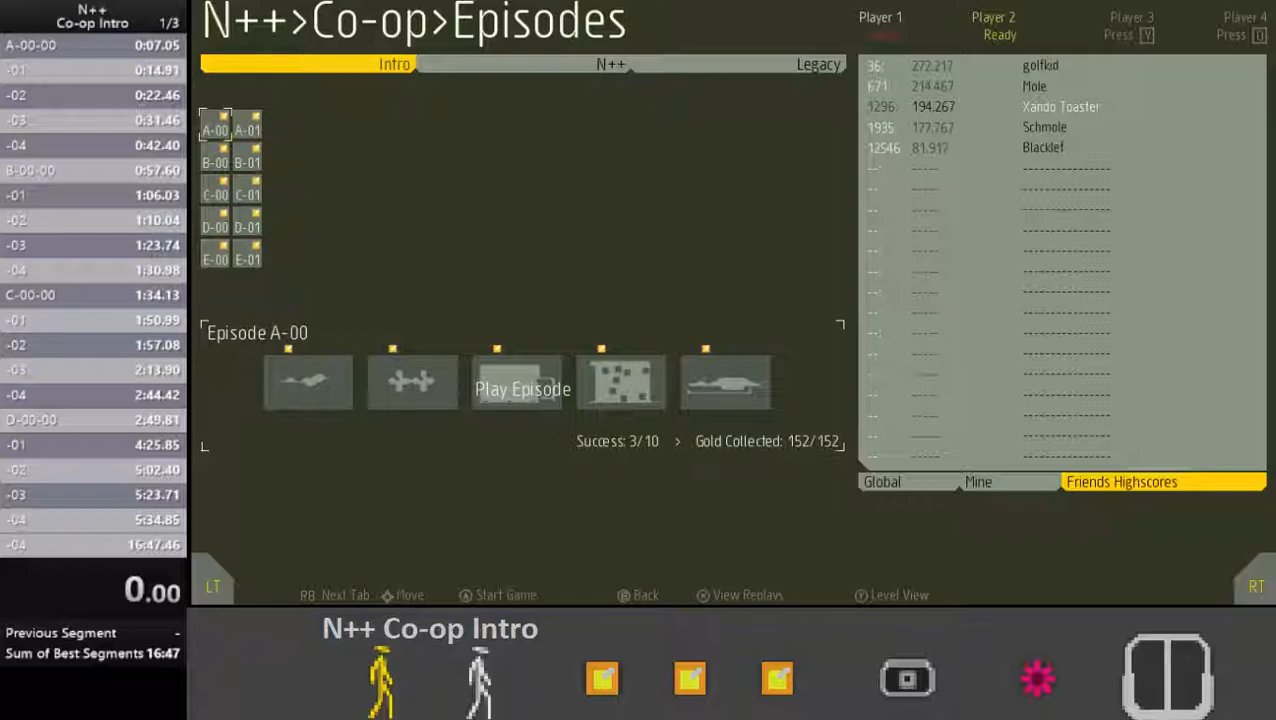 N++
Co-op Intro 1/3
A-00-00 0:07.05
-01 0:14.91
-02 0:22.46
-03 0:31.46
-04 0:42.40
B-00-00 0:57.60
-01 1:06.03
-02 1:10.04
-03 1:23.74
-04 1:30.98
C-00-00 1:34.13
-01 1:50.99
-02 1:57.08
-03 2:13.90
-04 2:44.42
D-00-00 2:49.81
-01 4:25.85
-02 5:02.40
-03 5:23.71
-04 5:34.85
-04 16:47.46
0.00
Previous Segment -
Sum of Best Segments 16:47
N++>Co-op>Episodes
Intro N++ Legacy
A-00 A-01
B-00 B-01
C-00 C-01
D-00 D-01
E-00 E-01
Episode A-00
Play Episode
Success: 3/10 > Gold Collected: 152/152
Player 1 Player 2 Player 3 Player 4
Ready Press Y Press
36: 272.217 golfkid
671 214.467 Mole
1296: 194.267 Xando Toaster
1935 177.767 Schmole
12546 81.917 Blacklef
Global Mine Friends Highscores
LT RB Next Tab Move A Start Game B Back X View Replays Y Level View RT
N++ Co-op Intro